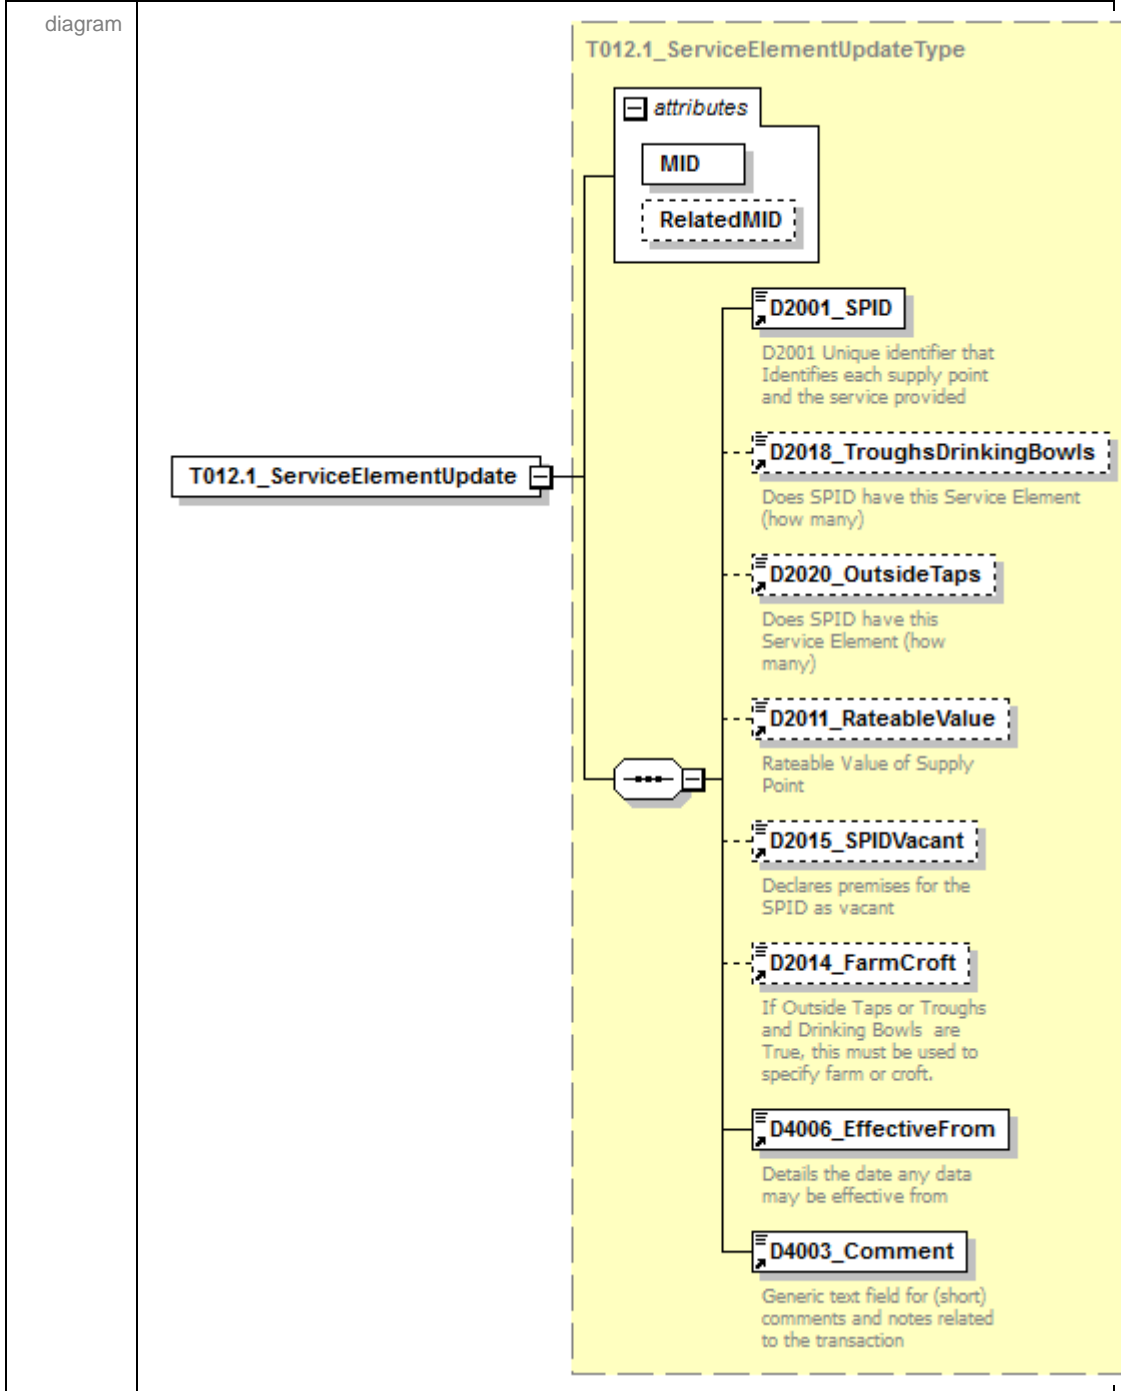 diagram
T012.1_ServiceElementUpdateType
attributes
MID
RelatedMID
D2001_SPID
D2001 Unique identifier that
Identifies each supply point
and the service provided
D2018_TroughsDrinkingBowls
Does SPID have this Service Element
(how many)
T012.1_ServiceElementUpdate
D2020_OutsideTaps
Does SPID have this
Service Element (how
many)
D2011_RateableValue
Rateable Value of Supply
Point
D2015_SPIDVacant
Declares premises for the
SPID as vacant
D2014_FarmCroft
If Outside Taps or Troughs
and Drinking Bowls  are
True, this must be used to
specify farm or croft.
D4006_EffectiveFrom
Details the date any data
may be effective from
D4003_Comment
Generic text field for (short)
comments and notes related
to the transaction